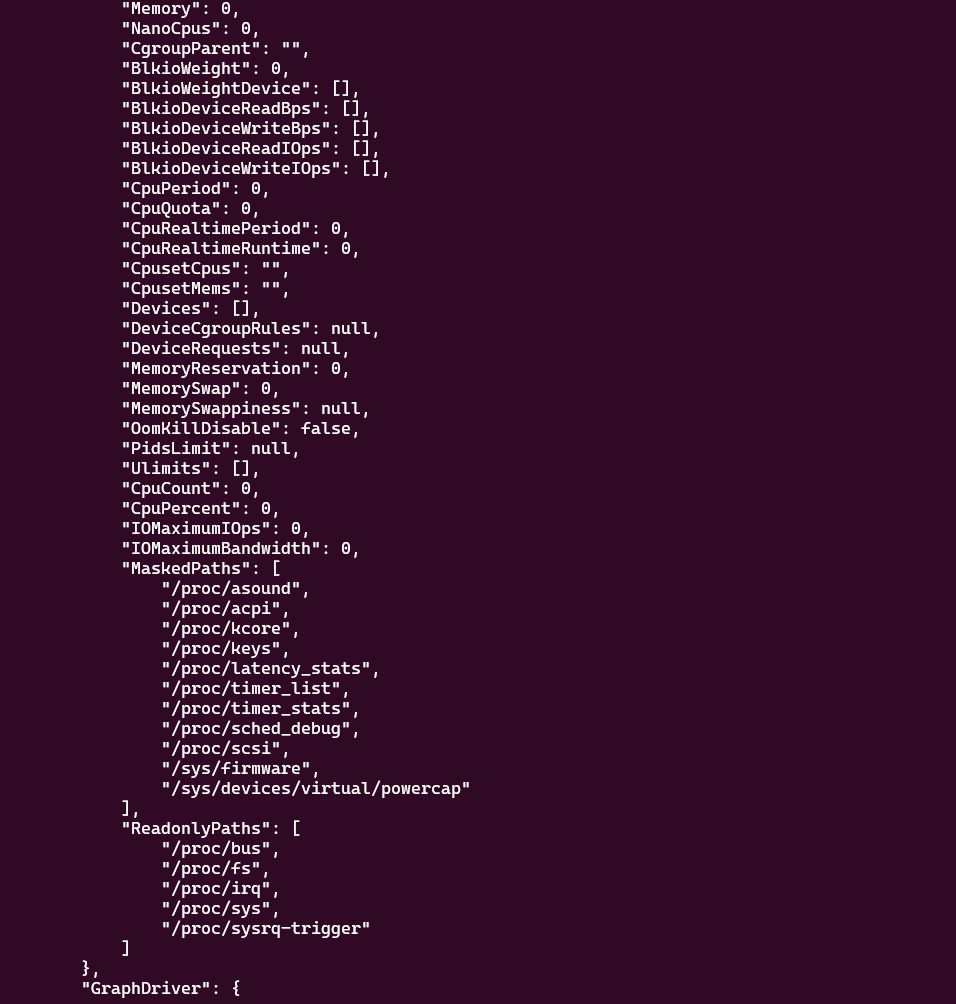 "Memory": 0,
"NanoCpus": 0,
"CgroupParent": "",
"BlkioWeight": 0,
"BlkioWeightDevice": [],
"BlkioDeviceReadBps": [],
"BlkioDeviceWriteBps": [],
"BlkioDeviceReadIOps": [],
"BlkioDeviceWriteIOps": [],
"CpuPeriod": 0,
"CpuQuota": 0,
"CpuRealtimePeriod": 0,
"CpuRealtimeRuntime": 0,
"CpusetCpus": "",
"CpusetMems": "",
"Devices": [],
"DeviceCgroupRules": null,
"DeviceRequests": null,
"MemoryReservation": 0,
"MemorySwap": 0,
"MemorySwappiness": null,
"OomKillDisable": false,
"PidsLimit": null,
"Ulimits": [],
"CpuCount": 0,
"CpuPercent": 0,
"IOMaximumIOps": 0,
"IOMaximumBandwidth": 0,
"MaskedPaths": [
"/proc/asound",
"/proc/acpi",
"/proc/kcore",
"/proc/keys",
"/proc/latency_stats",
"/proc/timer_list",
"/proc/timer_stats",
"/proc/sched_debug",
"/proc/scsi",
"/sys/firmware",
"/sys/devices/virtual/powercap"
],
"ReadonlyPaths": [
"/proc/bus",
"/proc/fs",
"/proc/irq",
"/proc/sys",
"/proc/sysrq-trigger"
]
},
"GraphDriver": {